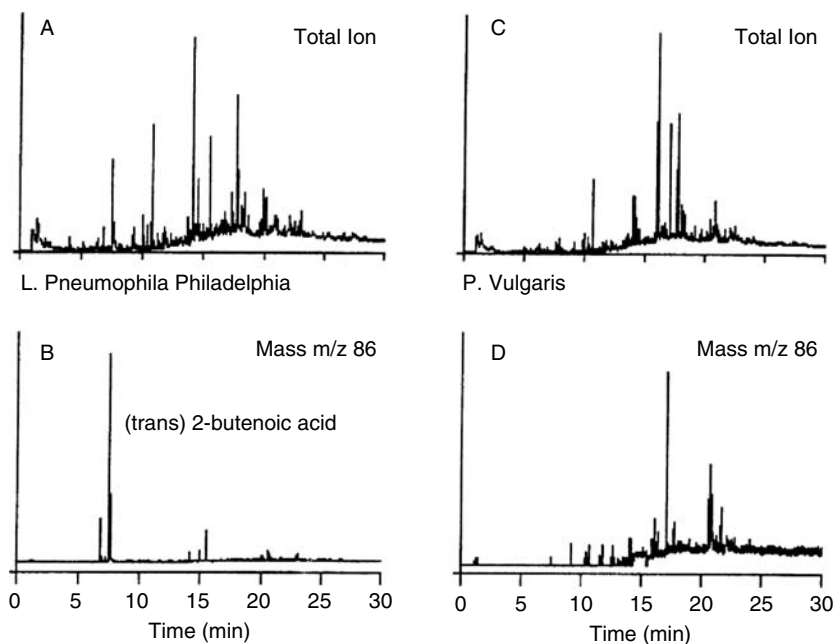 A
Total Ion
C
Total Ion
L. Pneumophila Philadelphia
P. Vulgaris
B
Mass m/z 86
(trans) 2-butenoic acid
D
Mass m/z 86
0 5 10 15 20 25 30
Time (min)
0 5 10 15 20 25 30
Time (min)